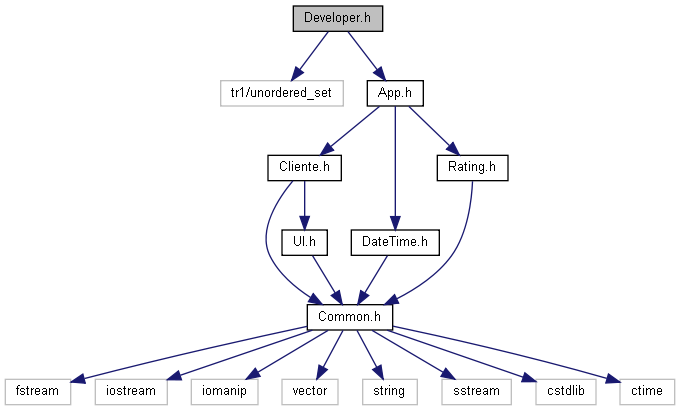 Developer.h
tr1/unordered_set
App.h
Cliente.h
Rating.h
UI.h
DateTime.h
Common.h
fstream
iostream
iomanip
vector
string
sstream
cstdlib
ctime